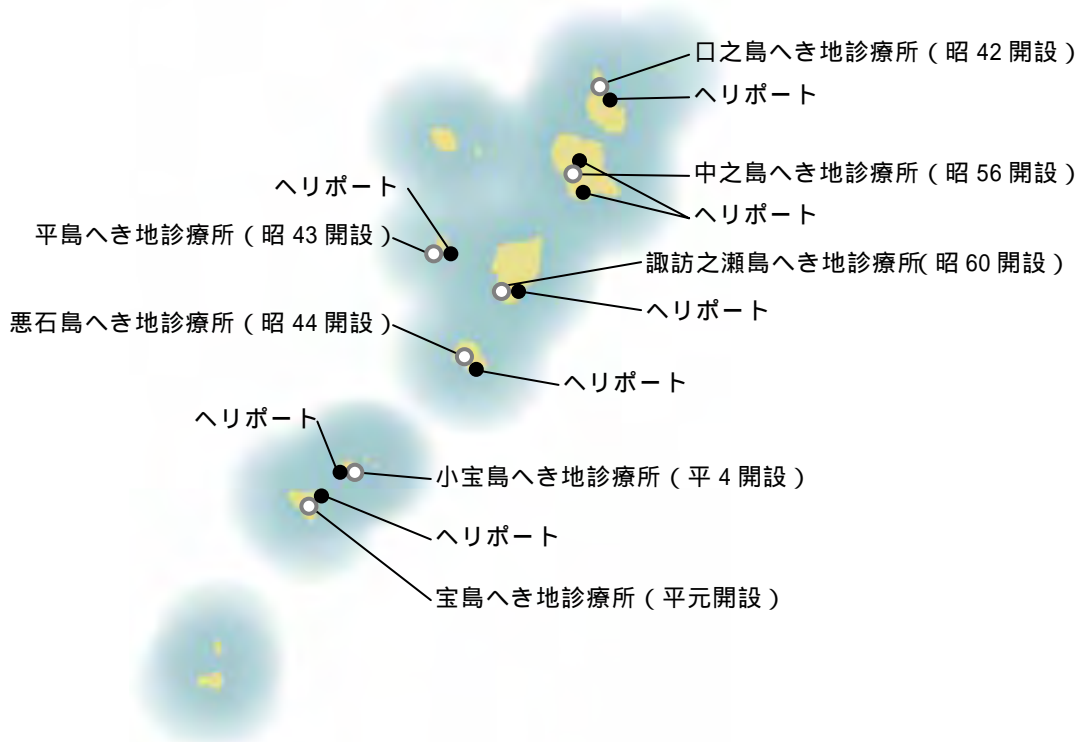 口之島へき地診療所（昭 42 開設）
ヘリポート
中之島へき地診療所（昭 56 開設）
ヘリポート
ヘリポート
平島へき地診療所（昭 43 開設）
諏訪之瀬島へき地診療所（昭 60 開設）
ヘリポート
悪石島へき地診療所（昭 44 開設）
ヘリポート
ヘリポート
小宝島へき地診療所（平 4 開設）
ヘリポート
宝島へき地診療所（平元開設）